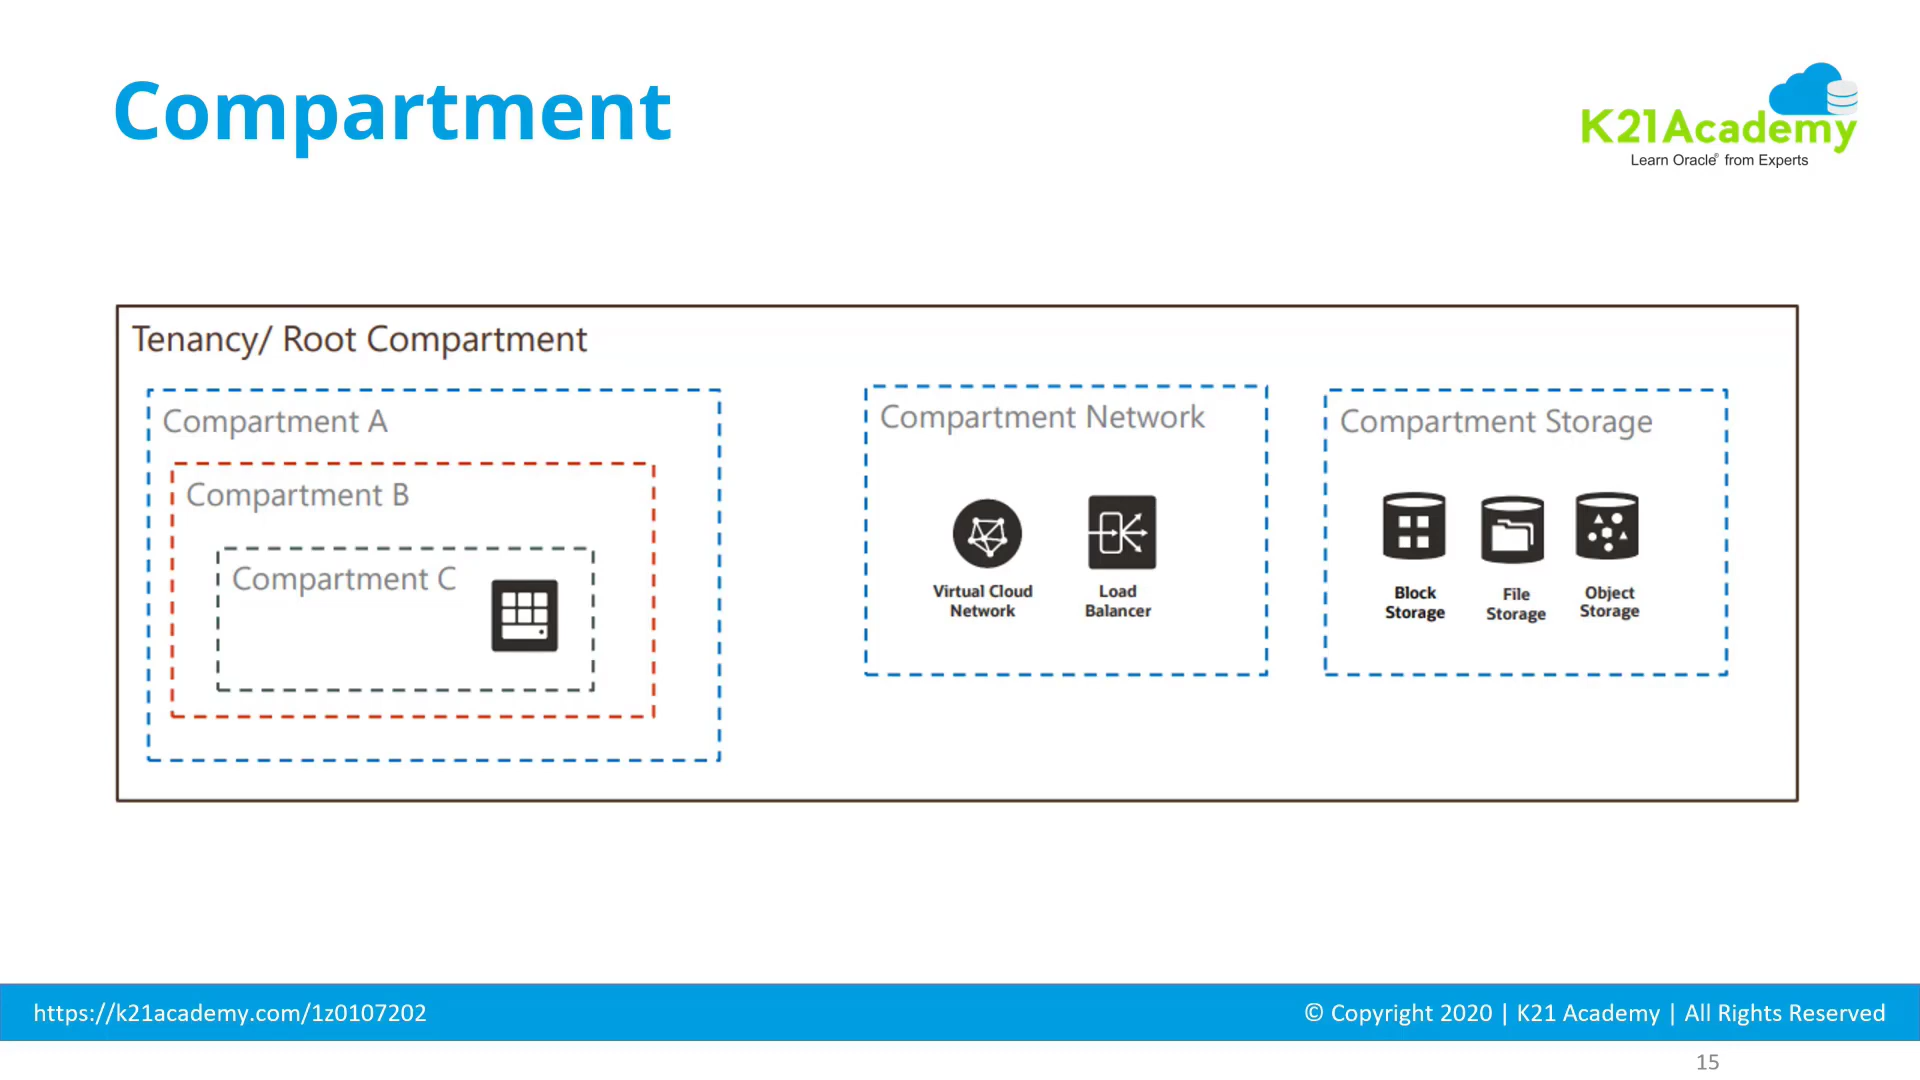 Compartment
K21Academy
Learn Oracle® from Experts
Tenancy/ Root Compartment
Compartment A
Compartment B
Compartment C
Compartment Network
Virtual Cloud
Network
Load
Balancer
Compartment Storage
Block
Storage
File
Storage
Object
Storage
https://k21academy.com/1z0107202
© Copyright 2020 | K21 Academy | All Rights Reserved
15